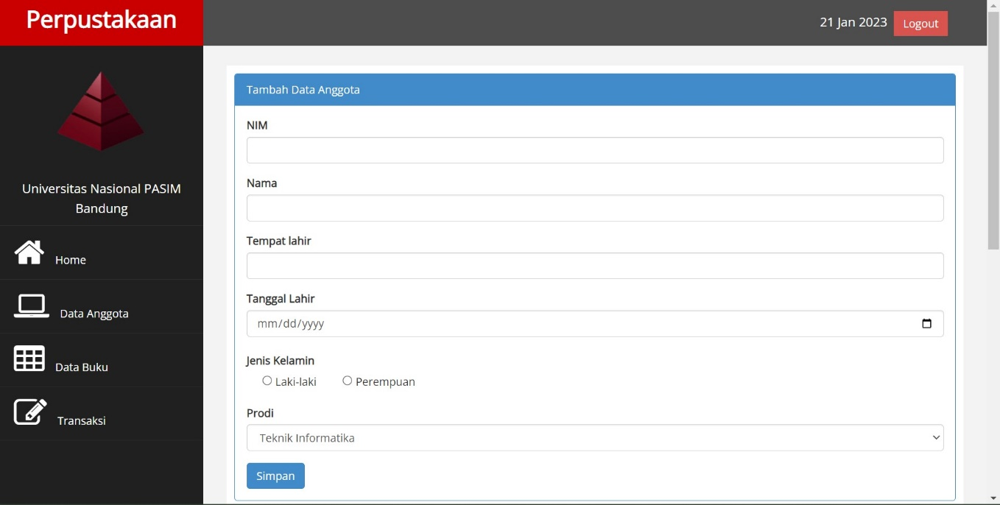 Perpustakaan
21 Jan 2023 Logout
Universitas Nasional PASIM
Bandung
Home
Data Anggota
Data Buku
Transaksi
Tambah Data Anggota
NIM
Nama
Tempat lahir
Tanggal Lahir
mm/dd/yyyy
Jenis Kelamin
Laki-laki Perempuan
Prodi
Teknik Informatika
Simpan